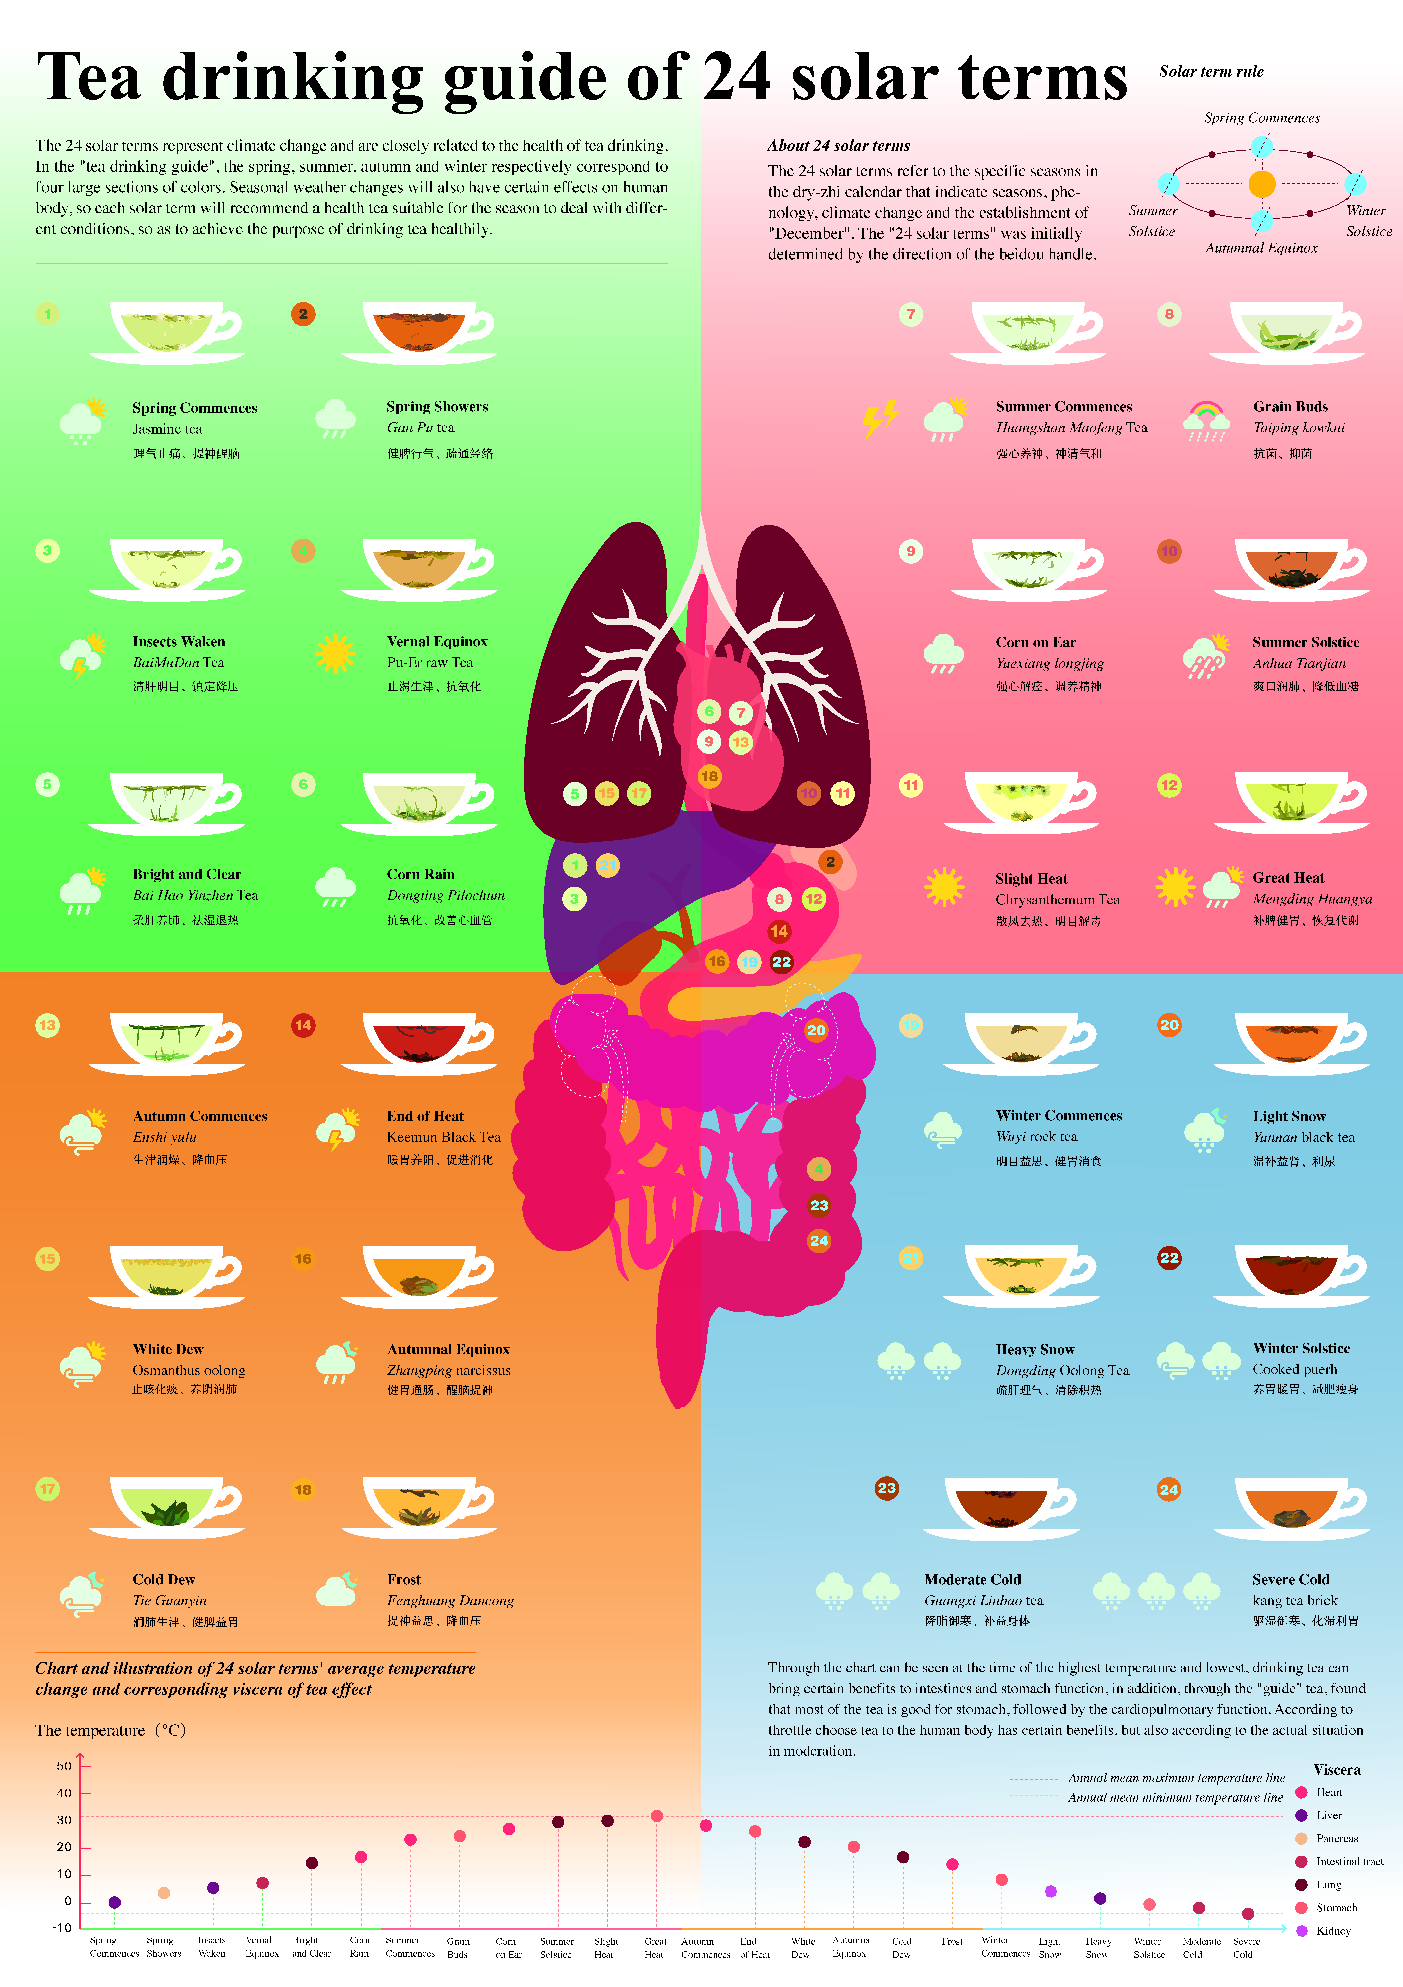 Tea drinking guide of 24 solar terms
The 24 solar terms represent climate change and are closely related to the health of tea drinking.
In the "tea drinking guide", the spring, summer, autumn and winter respectively correspond to
four large sections of colors. Seasonal weather changes will also have certain effects on human
body, so each solar term will recommend a health tea suitable for the season to deal with differ-
ent conditions, so as to achieve the purpose of drinking tea healthily.
About 24 solar terms
The 24 solar terms refer to the specific seasons in
the dry-zhi calendar that indicate seasons, phe-
nology, climate change and the establishment of
"December". The "24 solar terms" was initially
determined by the direction of the beidou handle.
Solar term rule
Spring Commences
Summer
Solstice
Winter
Solstice
Autumnal Equinox
1
Spring Commences
Jasmine tea
理气止痛、提神醒脑
2
Spring Showers
Gan Pu tea
健脾行气、疏通经络
3
Insects Waken
BaiMuDan Tea
清肝明目、镇定降压
4
Vernal Equinox
Pu-Er raw Tea
止渴生津、抗氧化
5
Bright and Clear
Bai Hao Yinzhen Tea
柔肝养肺、祛湿退热
6
Corn Rain
Dongting Pilochun
抗氧化、改善心血管
7
Summer Commences
Huangshan Maofeng Tea
强心养神、神清气和
8
Grain Buds
Taiping kowkui
抗菌、抑菌
9
Corn on Ear
Yuexiang longjing
强心解痉、调养精神
10
Summer Solstice
Anhua Tianjian
爽口润肺、降低血糖
11
Slight Heat
Chrysanthemum Tea
散风去热、明目解毒
12
Great Heat
Mengding Huangya
补脾健胃、恢复代谢
6 7
9 13
18
5 15 17
10 11
1 21
3
2
8 12
14
16 19 22
20
4
23
24
13
Autumn Commences
Enshi yulu
生津润燥、降血压
14
End of Heat
Keemun Black Tea
暖胃养阳、促进消化
15
White Dew
Osmanthus oolong
止咳化痰、养阴润肺
16
Autumnal Equinox
Zhangping narcissus
健胃通肠、醒脑提神
17
Cold Dew
Tie Guanyin
润肺生津、健脾益胃
18
Frost
Fenghuang Dancong
提神益思、降血压
19
Winter Commences
Wuyi rock tea
明目益思、健胃消食
20
Light Snow
Yunnan black tea
温补益肾、利尿
21
Heavy Snow
Dongding Oolong Tea
疏肝理气、清除积热
22
Winter Solstice
Cooked puerh
养胃暖胃、减肥瘦身
23
Moderate Cold
Guangxi Liubao tea
降脂御寒、补益身体
24
Severe Cold
kang tea brick
驱湿御寒、化滞利胃
Chart and illustration of 24 solar terms' average temperature
change and corresponding viscera of tea effect
Through the chart can be seen at the time of the highest temperature and lowest, drinking tea can
bring certain benefits to intestines and stomach function, in addition, through the "guide" tea, found
that most of the tea is good for stomach, followed by the cardiopulmonary function. According to
throttle choose tea to the human body has certain benefits, but also according to the actual situation
in moderation.
The temperature (°C)
50
40
30
20
10
0
-10
Annual mean maximum temperature line
Annual mean minimum temperature line
Viscera
Heart
Liver
Pancreas
Intestinal tract
Lung
Stomach
Kidney
Spring Commences
Spring Showers
Insects Waken
Vernal Equinox
Bright and Clear
Corn Rain
Summer Commences
Grain Buds
Corn on Ear
Summer Solstice
Slight Heat
Great Heat
Autumn Commences
End of Heat
White Dew
Autumn Equinox
Cold Dew
Frost
Winter Commences
Light Snow
Heavy Snow
Winter Solstice
Moderate Cold
Severe Cold